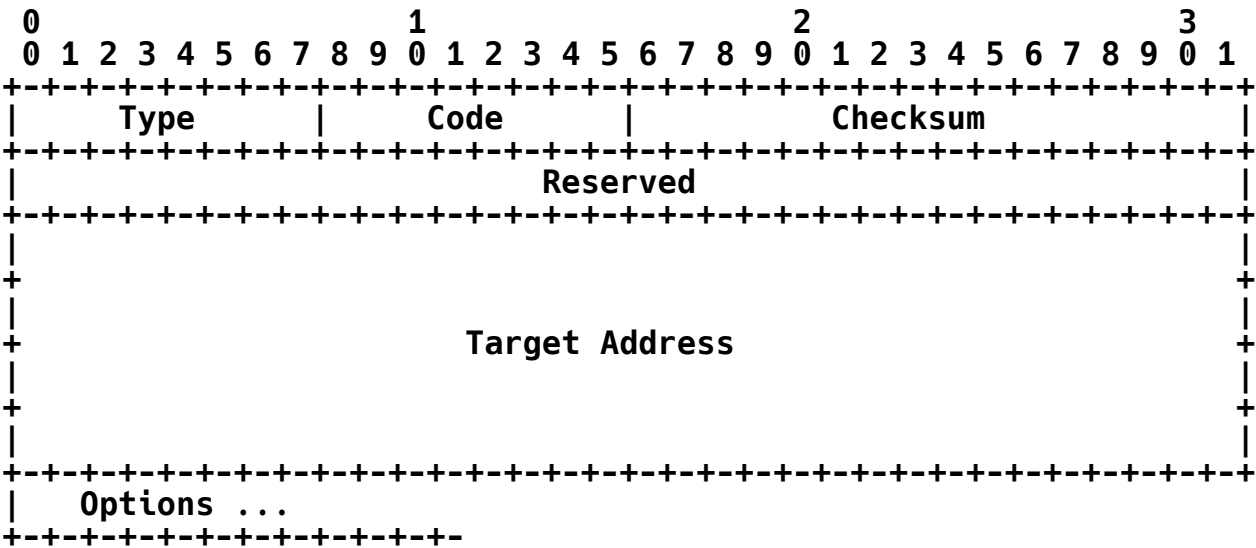 0                   1                   2                   3
 0 1 2 3 4 5 6 7 8 9 0 1 2 3 4 5 6 7 8 9 0 1 2 3 4 5 6 7 8 9 0 1
+-+-+-+-+-+-+-+-+-+-+-+-+-+-+-+-+-+-+-+-+-+-+-+-+-+-+-+-+-+-+-+-+
|     Type      |     Code      |          Checksum             |
+-+-+-+-+-+-+-+-+-+-+-+-+-+-+-+-+-+-+-+-+-+-+-+-+-+-+-+-+-+-+-+-+
|                           Reserved                            |
+-+-+-+-+-+-+-+-+-+-+-+-+-+-+-+-+-+-+-+-+-+-+-+-+-+-+-+-+-+-+-+-+
|                                                               |
+                                                               +
|                                                               |
+                       Target Address                          +
|                                                               |
+                                                               +
|                                                               |
+-+-+-+-+-+-+-+-+-+-+-+-+-+-+-+-+-+-+-+-+-+-+-+-+-+-+-+-+-+-+-+-+
|   Options ...
+-+-+-+-+-+-+-+-+-+-+-+-